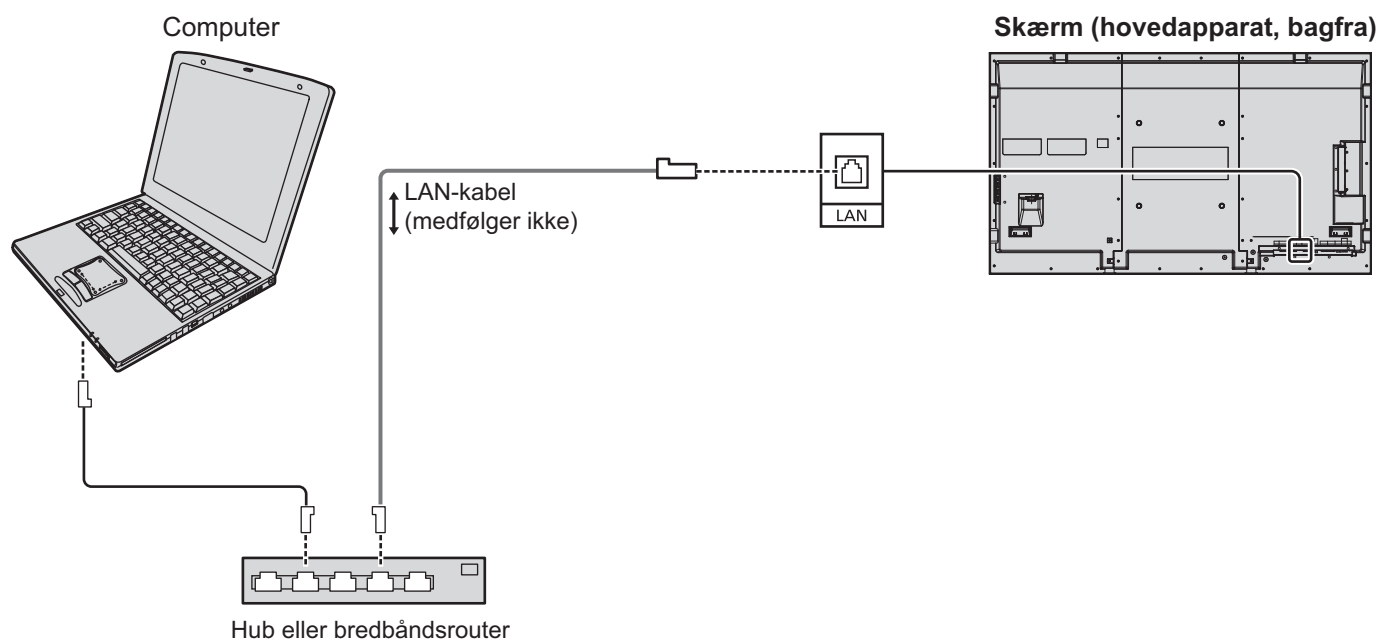 Computer
Skærm (hovedapparat, bagfra)
LAN-kabel
(medfølger ikke)
LAN
Hub eller bredbåndsrouter